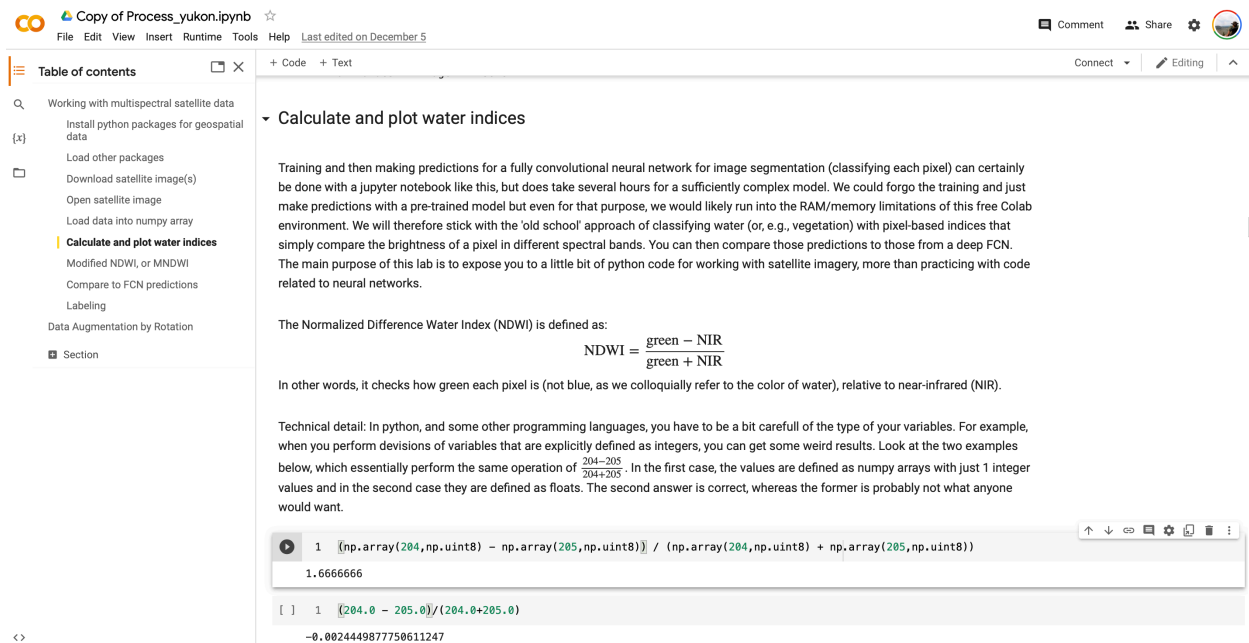 Copy of Process_yukon.ipynb
File Edit View Insert Runtime Tools Help Last edited on December 5
Comment Share
Table of contents
+ Code + Text
Connect Editing
Working with multispectral satellite data
Install python packages for geospatial
data
Load other packages
Download satellite image(s)
Open satellite image
Load data into numpy array
Calculate and plot water indices
Modified NDWI, or MNDWI
Compare to FCN predictions
Labeling
Data Augmentation by Rotation
Section
{x}
<>
Calculate and plot water indices
Training and then making predictions for a fully convolutional neural network for image segmentation (classifying each pixel) can certainly
be done with a jupyter notebook like this, but does take several hours for a sufficiently complex model. We could forgo the training and just
make predictions with a pre-trained model but even for that purpose, we would likely run into the RAM/memory limitations of this free Colab
environment. We will therefore stick with the 'old school' approach of classifying water (or, e.g., vegetation) with pixel-based indices that
simply compare the brightness of a pixel in different spectral bands. You can then compare those predictions to those from a deep FCN.
The main purpose of this lab is to expose you to a little bit of python code for working with satellite imagery, more than practicing with code
related to neural networks.
The Normalized Difference Water Index (NDWI) is defined as:
green − NIR
NDWI =
green + NIR
In other words, it checks how green each pixel is (not blue, as we colloquially refer to the color of water), relative to near-infrared (NIR).
Technical detail: In python, and some other programming languages, you have to be a bit carefull of the type of your variables. For example,
when you perform devisions of variables that are explicitly defined as integers, you can get some weird results. Look at the two examples
below, which essentially perform the same operation of 204−205/204+205. In the first case, the values are defined as numpy arrays with just 1 integer
values and in the second case they are defined as floats. The second answer is correct, whereas the former is probably not what anyone
would want.
1 (np.array(204,np.uint8) - np.array(205,np.uint8)) / (np.array(204,np.uint8) + np.array(205,np.uint8))
1.6666666
[ ] 1 (204.0 - 205.0)/(204.0+205.0)
-0.0024449877750611247